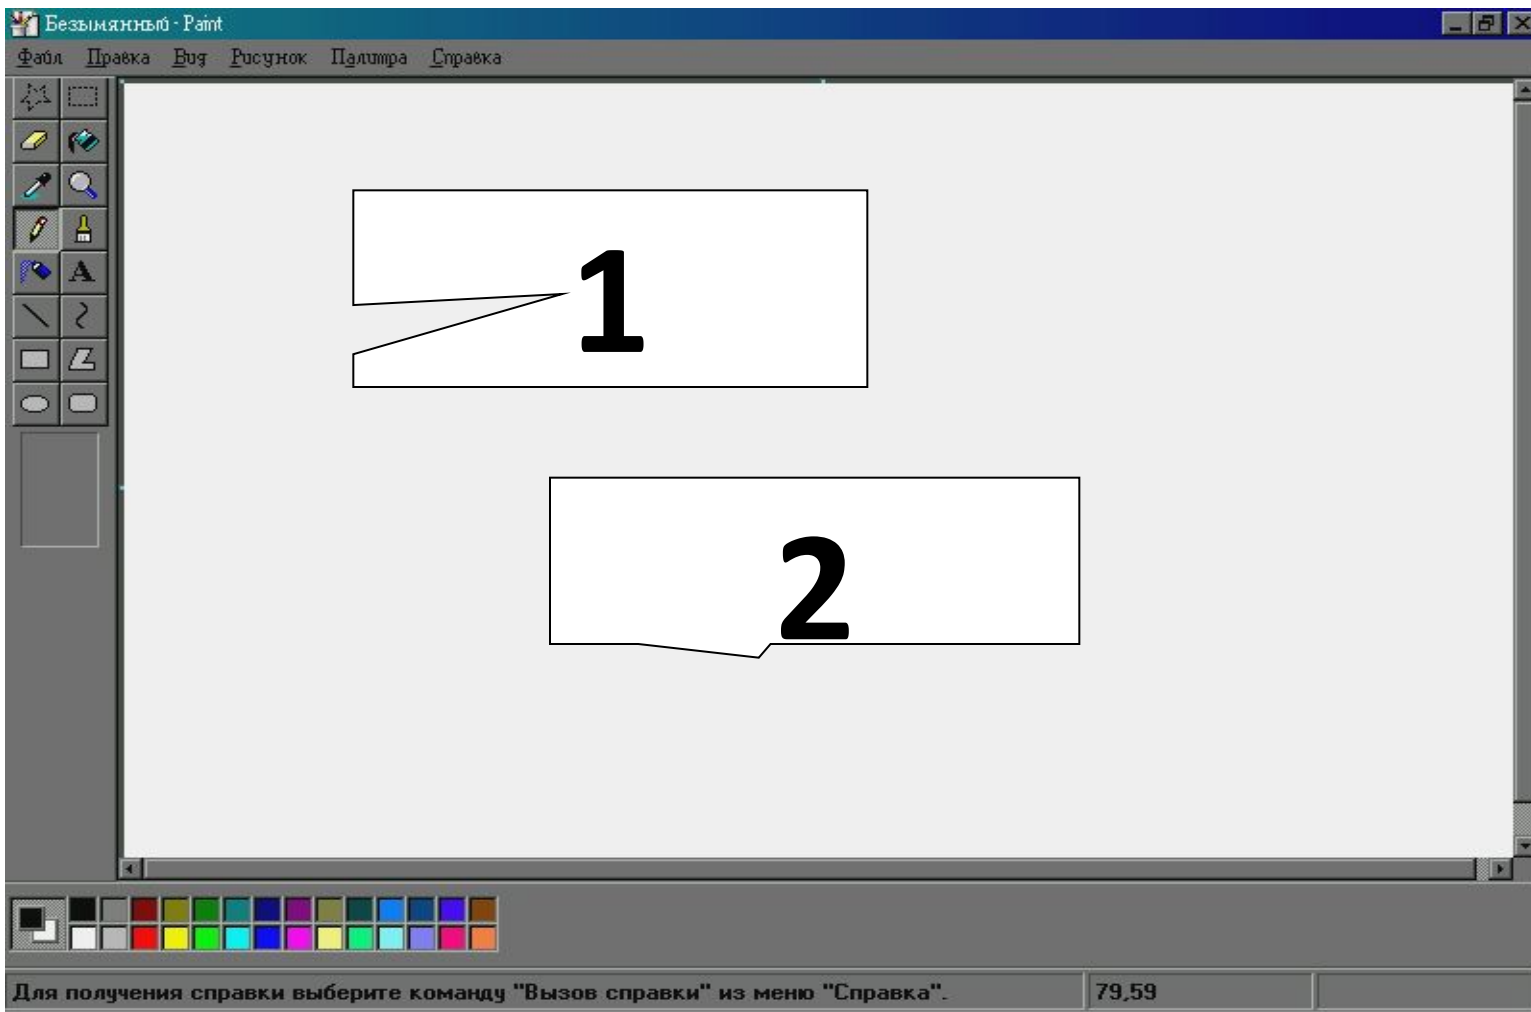 Безымянный - Paint
Файл Правка Вид Рисунок Палитра Справка
A
1
2
Для получения справки выберите команду "Вызов справки" из меню "Справка".
79,59